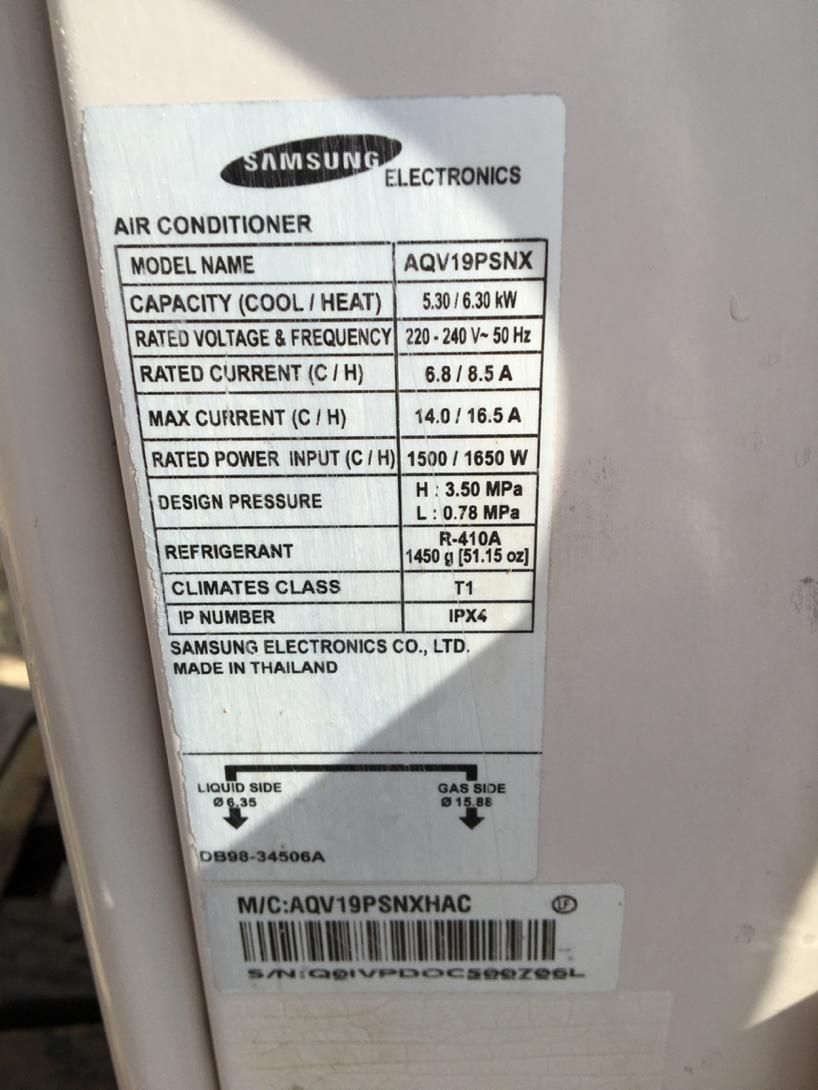 SAMSUNG ELECTRONICS
AIR CONDITIONER
MODEL NAME AQV19PSNX
CAPACITY (COOL / HEAT) 5.30 / 6.30 kW
RATED VOLTAGE & FREQUENCY 220 - 240 V~ 50 Hz
RATED CURRENT (C / H) 6.8 / 8.5 A
MAX CURRENT (C / H) 14.0 / 16.5 A
RATED POWER INPUT (C / H) 1500 / 1650 W
DESIGN PRESSURE H : 3.50 MPa
L : 0.78 MPa
REFRIGERANT R-410A
1450 g [51.15 oz]
CLIMATES CLASS T1
IP NUMBER IPX4
SAMSUNG ELECTRONICS CO., LTD.
MADE IN THAILAND
LIQUID SIDE GAS SIDE
Ø 6.35 Ø 15.88
DB98-34506A
M/C:AQV19PSNXHAC LF
S/N: